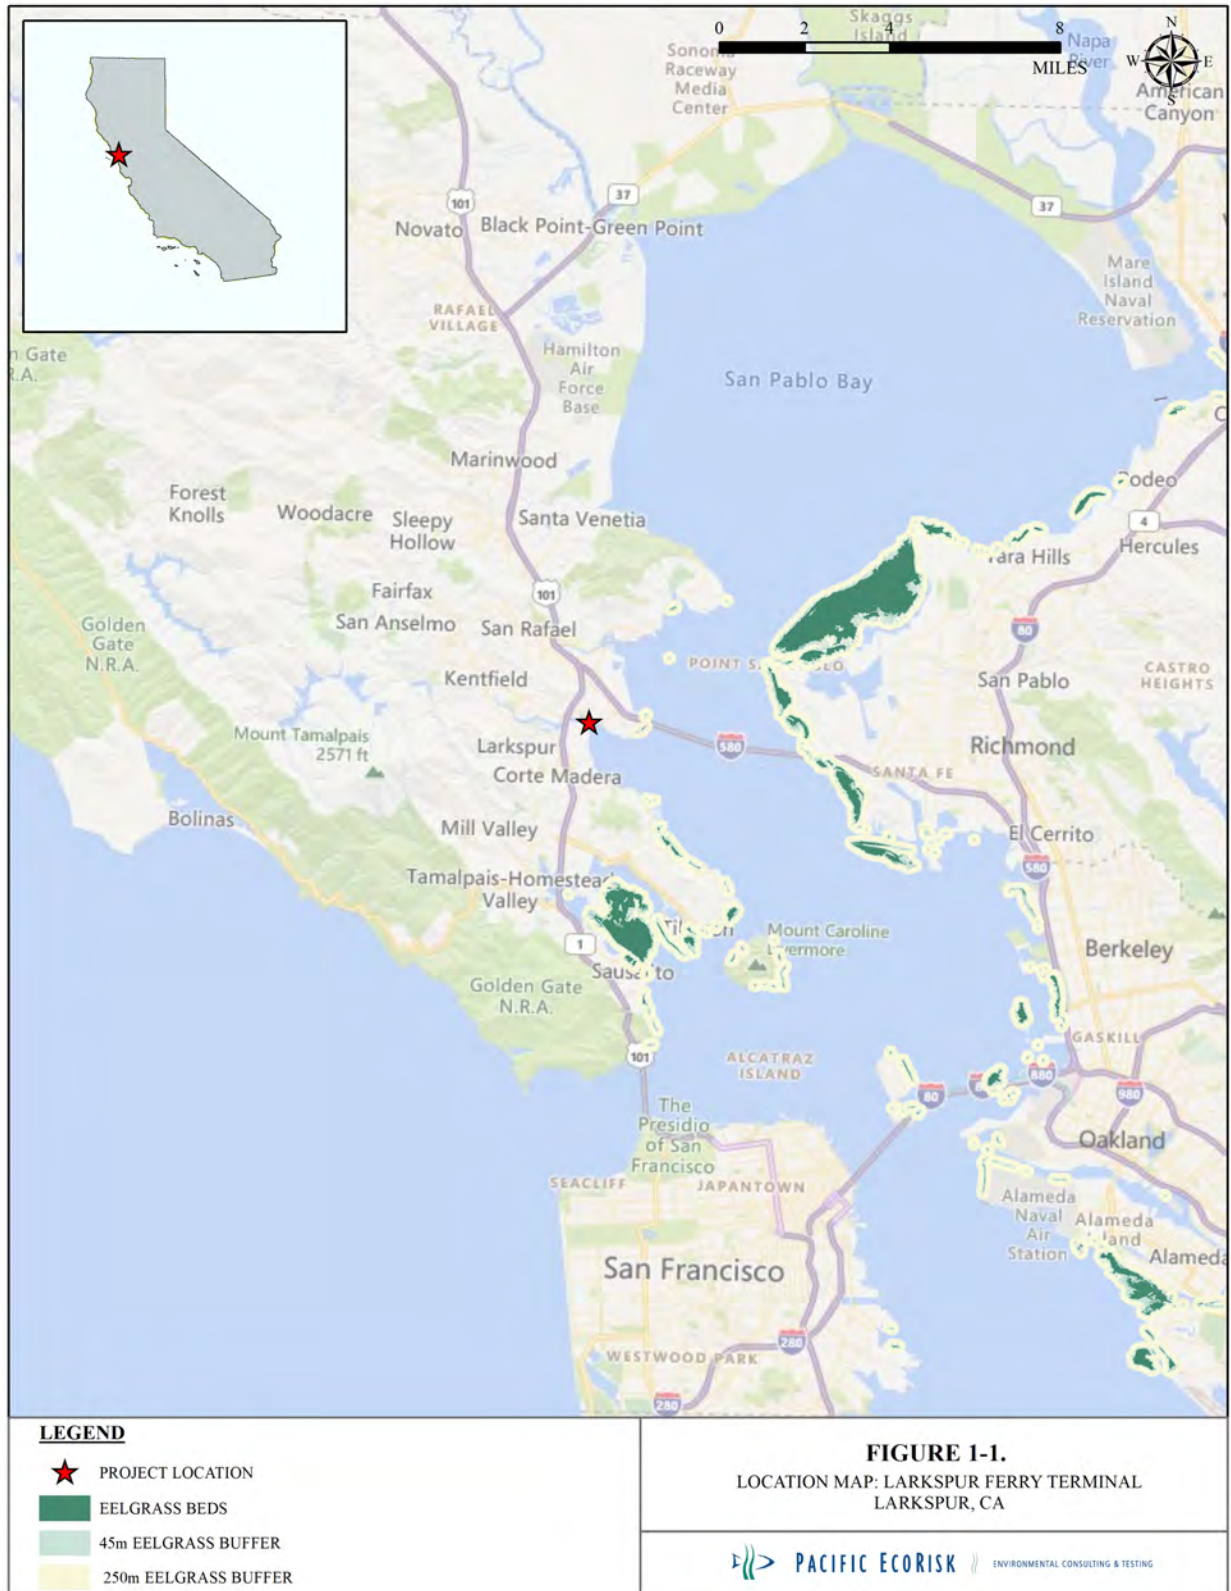 0 2 4 8
MILES
N
W E
S
Skaggs
Island
Napa
River
American
Canyon
Sonoma
Raceway
Media
Center
37
101
37
Novato
Black Point-Green Point
Mare
Island
Naval
Reservation
RAFAEL
VILLAGE
Hamilton
Air
Force
Base
n Gate
R.A.
San Pablo Bay
C
Marinwood
Rodeo
Forest
Knolls
Woodacre
Sleepy
Hollow
Santa Venetia
4
Hercules
Tara Hills
101
Fairfax
San Anselmo
San Rafael
80
Golden
Gate
N.R.A.
Kentfield
San Pablo
CASTRO
HEIGHTS
Mount Tamalpais
2571 ft
Larkspur
580
Richmond
Corte Madera
SANTA FE
Bolinas
Mill Valley
El Cerrito
580
Tamalpais-Homestead
Valley
1
Mount Caroline
Livermore
Berkeley
Sausalito
Golden Gate
N.R.A.
101
ALCATRAZ
ISLAND
GASKILL
80
880
980
The
Presidio
of San
Francisco
Oakland
SEACLIFF
JAPANTOWN
Alameda
Naval
Air
Station
Alameda
Island
Alameda
San Francisco
280
WESTWOOD PARK
280
LEGEND
PROJECT LOCATION
EELGRASS BEDS
45m EELGRASS BUFFER
250m EELGRASS BUFFER
FIGURE 1-1.
LOCATION MAP: LARKSPUR FERRY TERMINAL
LARKSPUR, CA
PACIFIC ECORISK ENVIRONMENTAL CONSULTING & TESTING